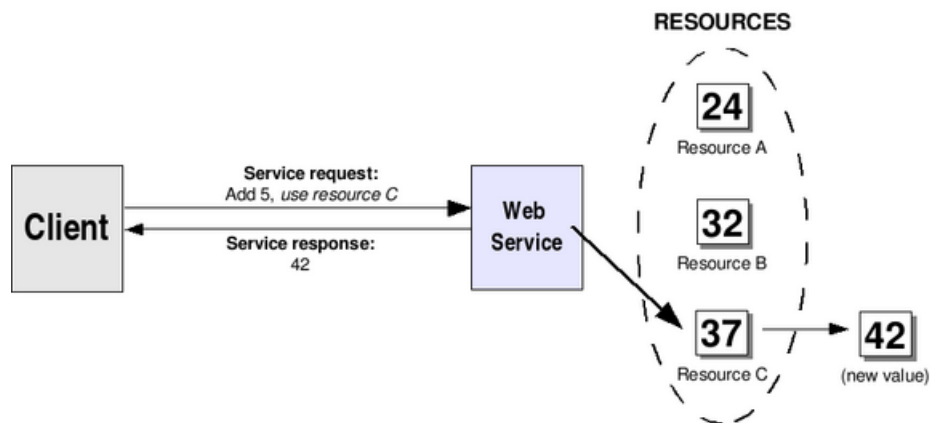 RESOURCES
24
Resource A
Service request:
Add 5, use resource C
Client
Web
Service
32
Resource B
Service response:
42
37
Resource C
42
(new value)